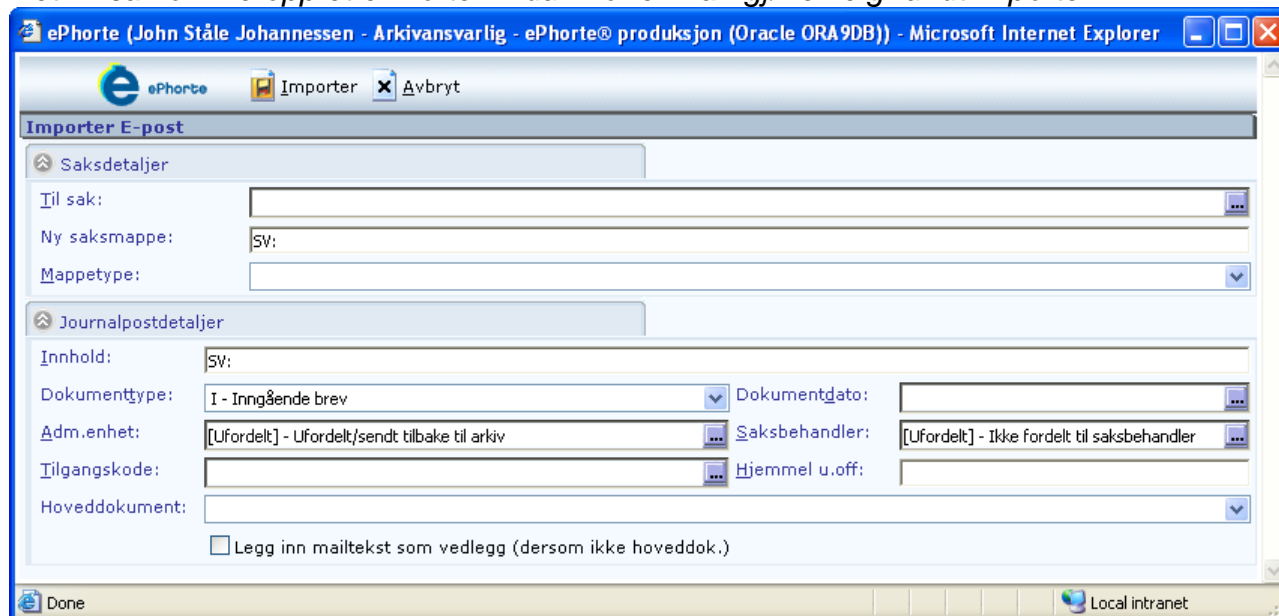 ePhorte (John Ståle Johannessen - Arkivansvarlig - ePhorte® produksjon (Oracle ORA9DB)) - Microsoft Internet Explorer
ePhorte Importer Avbryt
Importer E-post
Saksdetaljer
Til sak:
Ny saksmappe: SV:
Mappetype:
Journalpostdetaljer
Innhold: SV:
Dokumenttype: I - Inngående brev Dokumentdato:
Adm.enhet: [Ufordelt] - Ufordelt/sendt tilbake til arkiv Saksbehandler: [Ufordelt] - Ikke fordelt til saksbehandler
Tilgangskode: Hjemmel u.off:
Hoveddokument:
Legg inn mailtekst som vedlegg (dersom ikke hoveddok.)
Done Local intranet